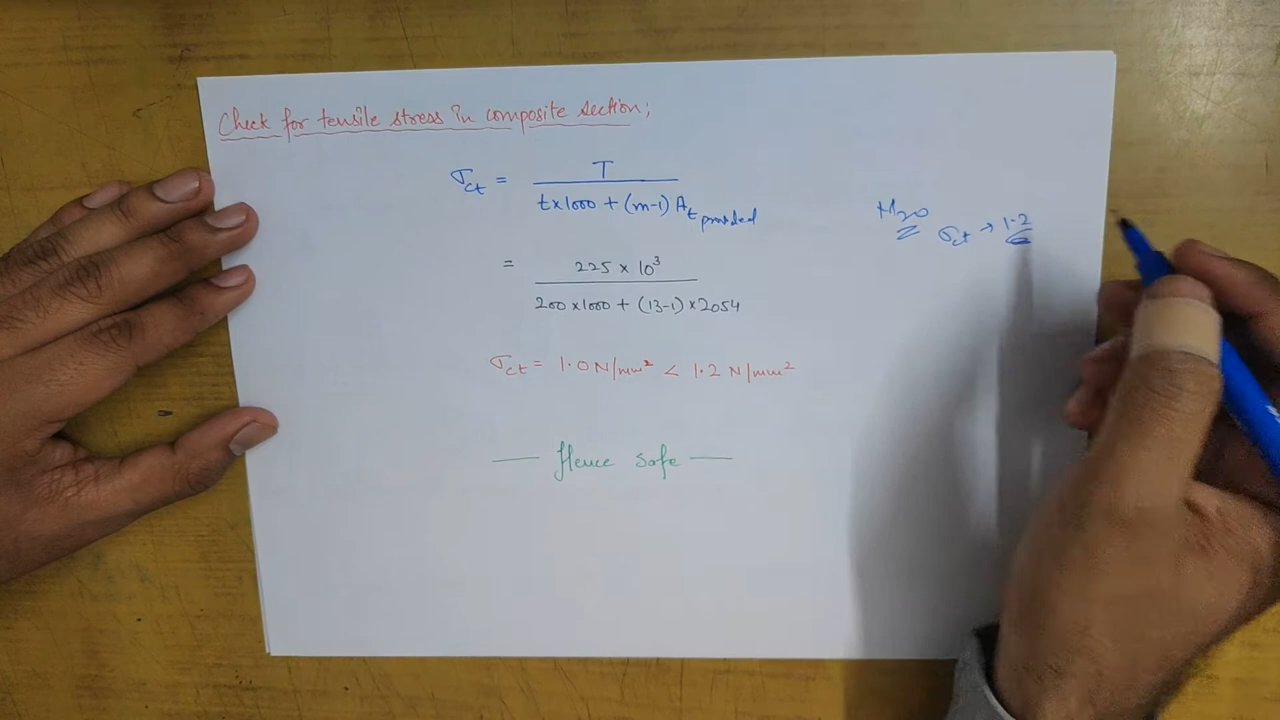 Check for tensile stress in composite section;
σct = T / (t×1000 + (m-1) At provided)
M20
σct → 1.2
= 225 × 10³ / (200 ×1000 + (13-1) × 2054)
σct = 1.0 N/mm² < 1.2 N/mm²
— Hence safe —